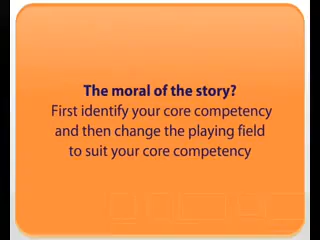 The moral of the story?
First identify your core competency
and then change the playing field
to suit your core competency